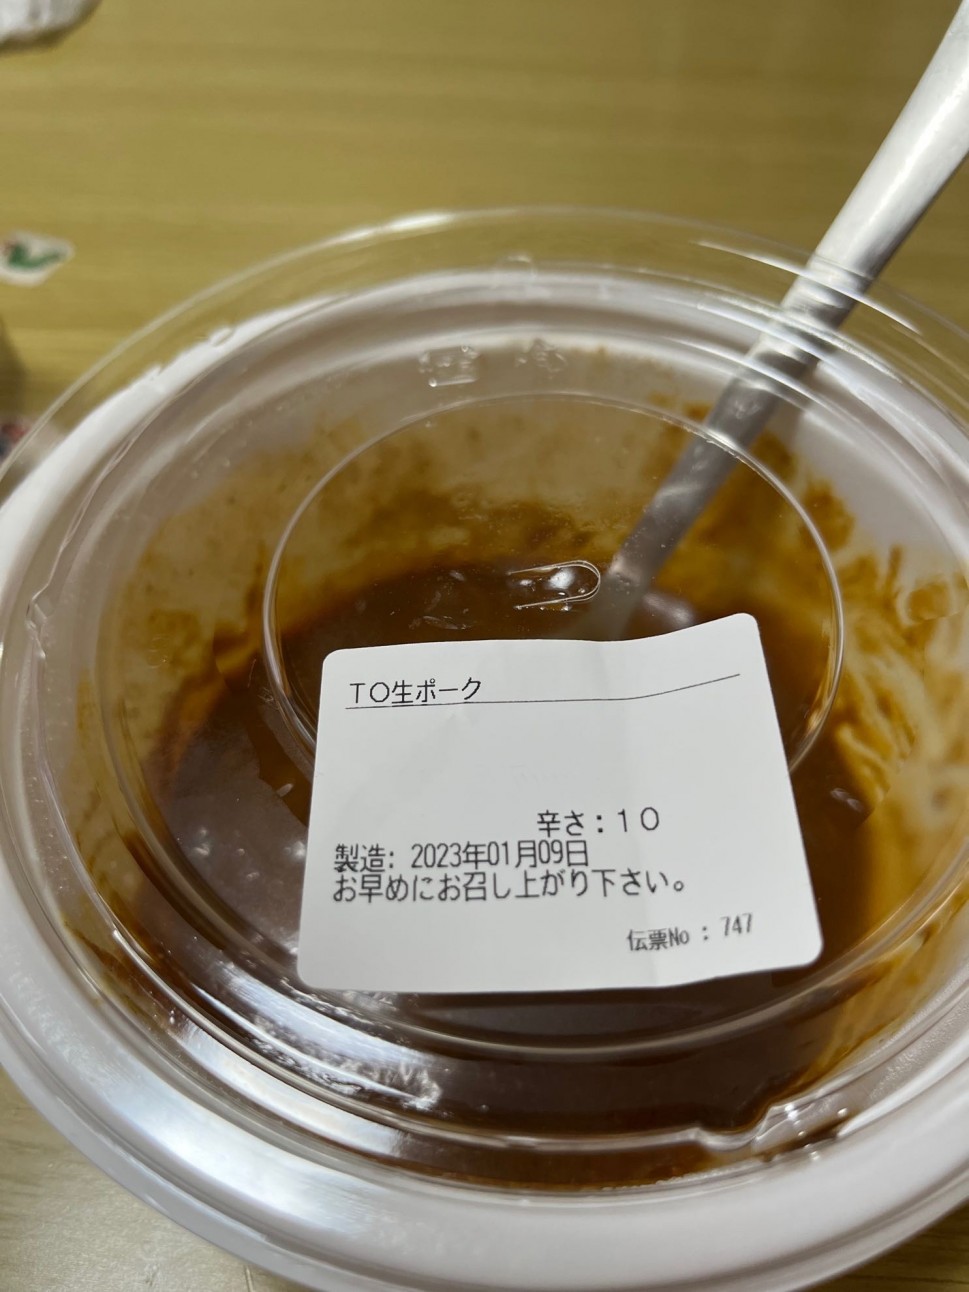 TO生ポーク
辛さ:10
製造: 2023年01月09日
お早めにお召し上がり下さい。
伝票No : 747